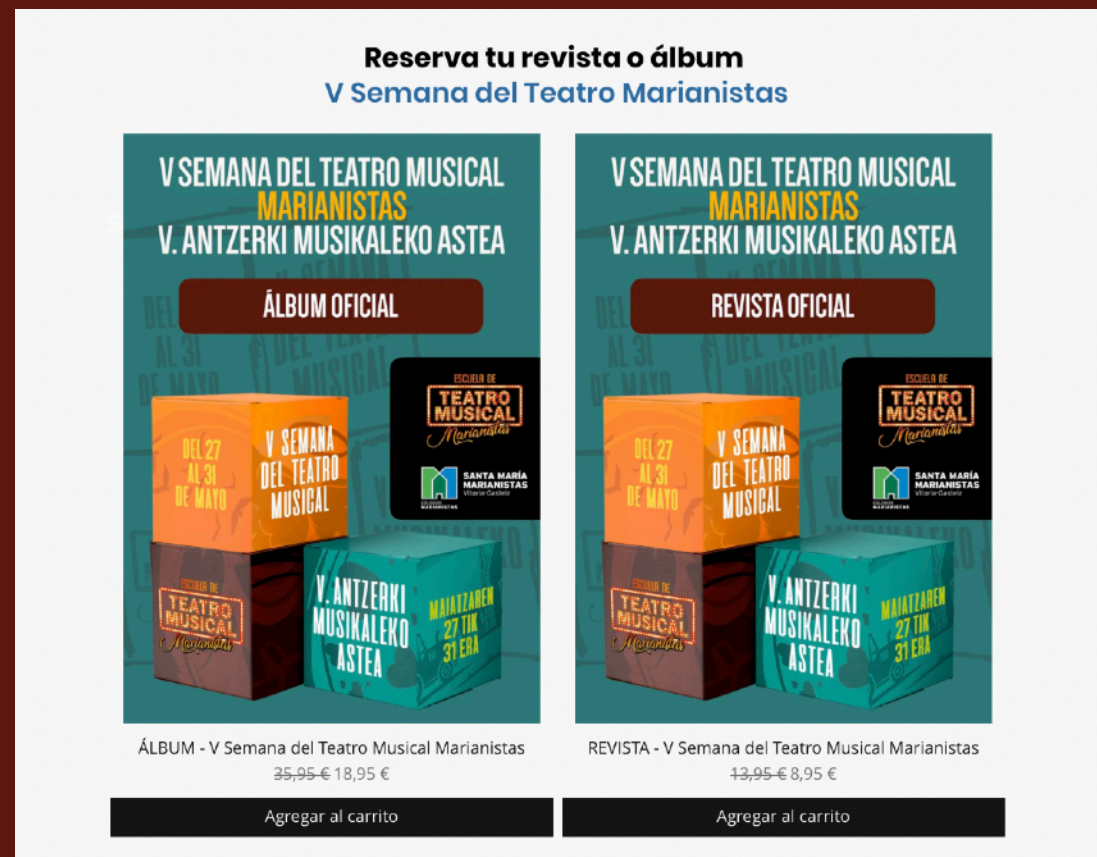 Reserva tu revista o álbum
V Semana del Teatro Marianistas
V SEMANA DEL TEATRO MUSICAL
MARIANISTAS
V. ANTZERKI MUSIKALEKO ASTEA
ÁLBUM OFICIAL
DEL 27
AL 31
DE MAYO
V SEMANA
DEL TEATRO
MUSICAL
ESCUELA DE
TEATRO
MUSICAL
Marianistas
SANTA MARÍA
MARIANISTAS
Vitoria-Gasteiz
COLEGIOS
MARIANISTAS
ESCUELA DE
TEATRO
MUSICAL
Marianistas
V. ANTZERKI
MUSIKALEKO
ASTEA
MAIATZAREN
27 TIK
31 ERA
ÁLBUM - V Semana del Teatro Musical Marianistas
35,95 € 18,95 €
Agregar al carrito
V SEMANA DEL TEATRO MUSICAL
MARIANISTAS
V. ANTZERKI MUSIKALEKO ASTEA
REVISTA OFICIAL
DEL 27
AL 31
DE MAYO
V SEMANA
DEL TEATRO
MUSICAL
ESCUELA DE
TEATRO
MUSICAL
Marianistas
SANTA MARÍA
MARIANISTAS
Vitoria-Gasteiz
COLEGIOS
MARIANISTAS
ESCUELA DE
TEATRO
MUSICAL
Marianistas
V. ANTZERKI
MUSIKALEKO
ASTEA
MAIATZAREN
27 TIK
31 ERA
REVISTA - V Semana del Teatro Musical Marianistas
13,95 € 8,95 €
Agregar al carrito